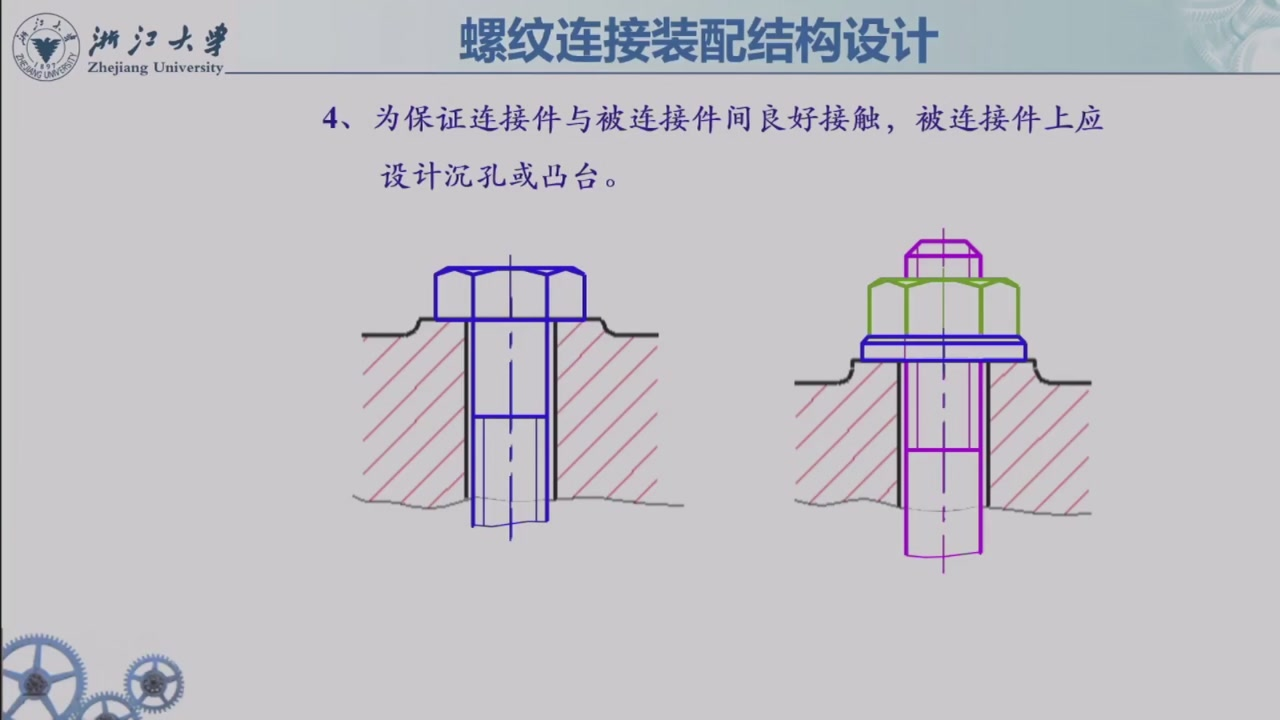 浙江大学
Zhejiang University
螺纹连接装配结构设计
4、为保证连接件与被连接件间良好接触，被连接件上应
设计沉孔或凸台。